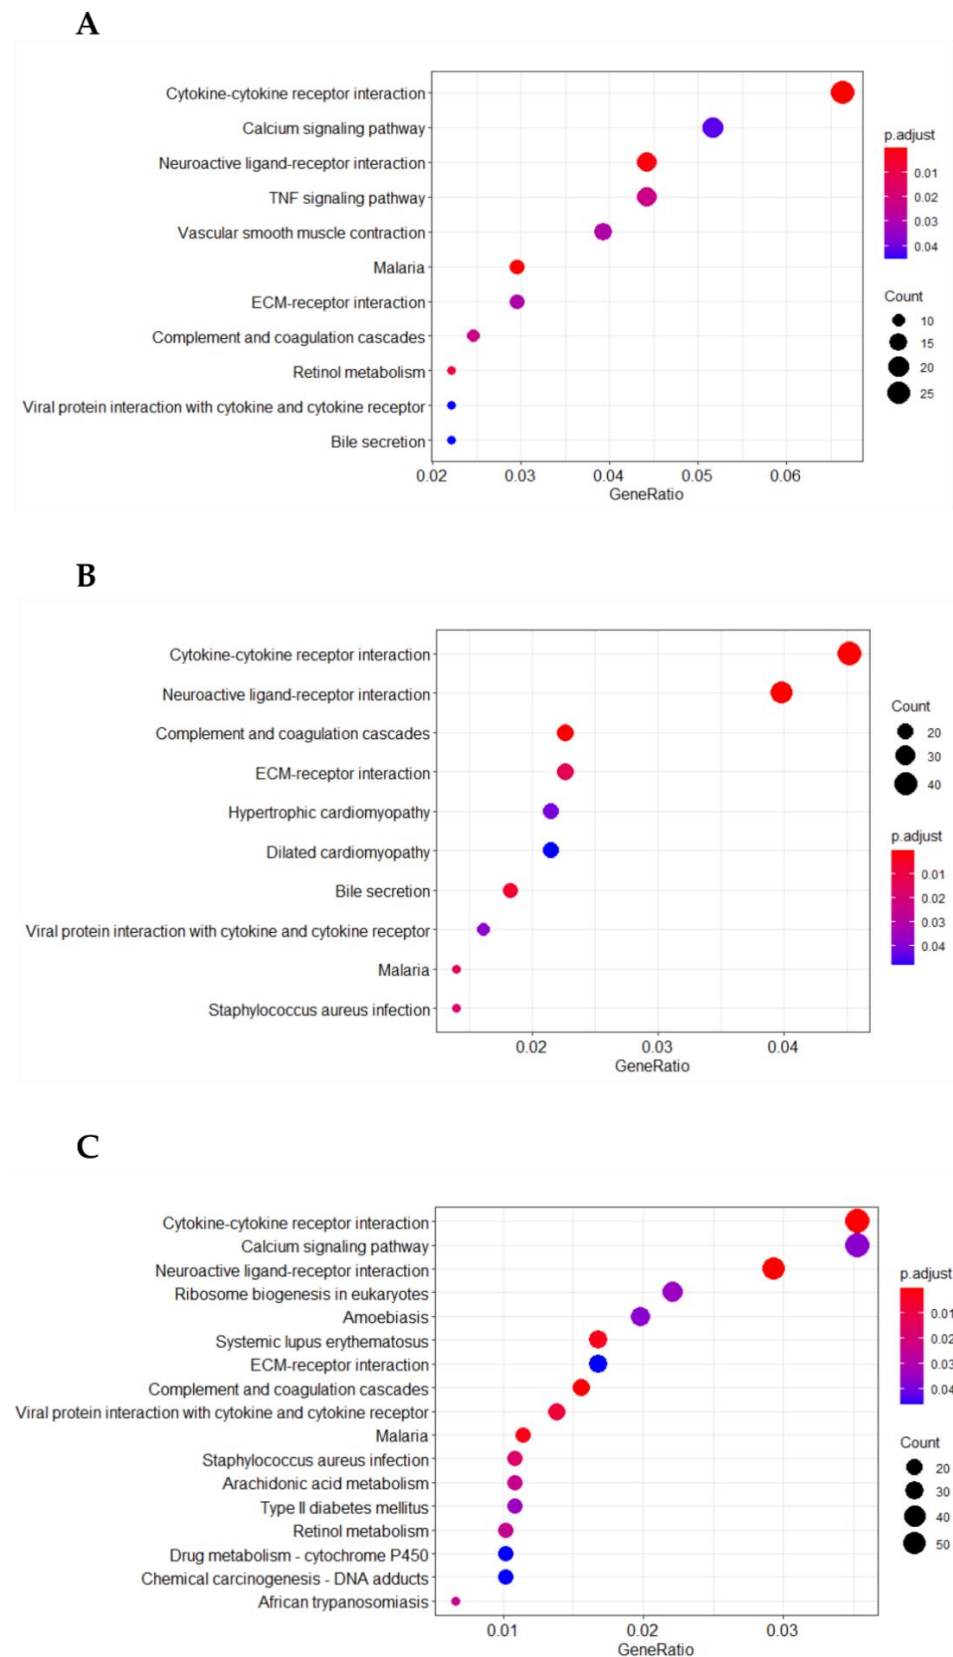 A
Cytokine-cytokine receptor interaction
Calcium signaling pathway
Neuroactive ligand-receptor interaction
TNF signaling pathway
Vascular smooth muscle contraction
Malaria
ECM-receptor interaction
Complement and coagulation cascades
Retinol metabolism
Viral protein interaction with cytokine and cytokine receptor
Bile secretion
0.02 0.03 0.04 0.05 0.06
GeneRatio
p.adjust
0.01
0.02
0.03
0.04
Count
10
15
20
25
B
Cytokine-cytokine receptor interaction
Neuroactive ligand-receptor interaction
Complement and coagulation cascades
ECM-receptor interaction
Hypertrophic cardiomyopathy
Dilated cardiomyopathy
Bile secretion
Viral protein interaction with cytokine and cytokine receptor
Malaria
Staphylococcus aureus infection
0.02 0.03 0.04
GeneRatio
Count
20
30
40
p.adjust
0.01
0.02
0.03
0.04
C
Cytokine-cytokine receptor interaction
Calcium signaling pathway
Neuroactive ligand-receptor interaction
Ribosome biogenesis in eukaryotes
Amoebiasis
Systemic lupus erythematosus
ECM-receptor interaction
Complement and coagulation cascades
Viral protein interaction with cytokine and cytokine receptor
Malaria
Staphylococcus aureus infection
Arachidonic acid metabolism
Type II diabetes mellitus
Retinol metabolism
Drug metabolism - cytochrome P450
Chemical carcinogenesis - DNA adducts
African trypanosomiasis
0.01 0.02 0.03
GeneRatio
p.adjust
0.01
0.02
0.03
0.04
Count
20
30
40
50